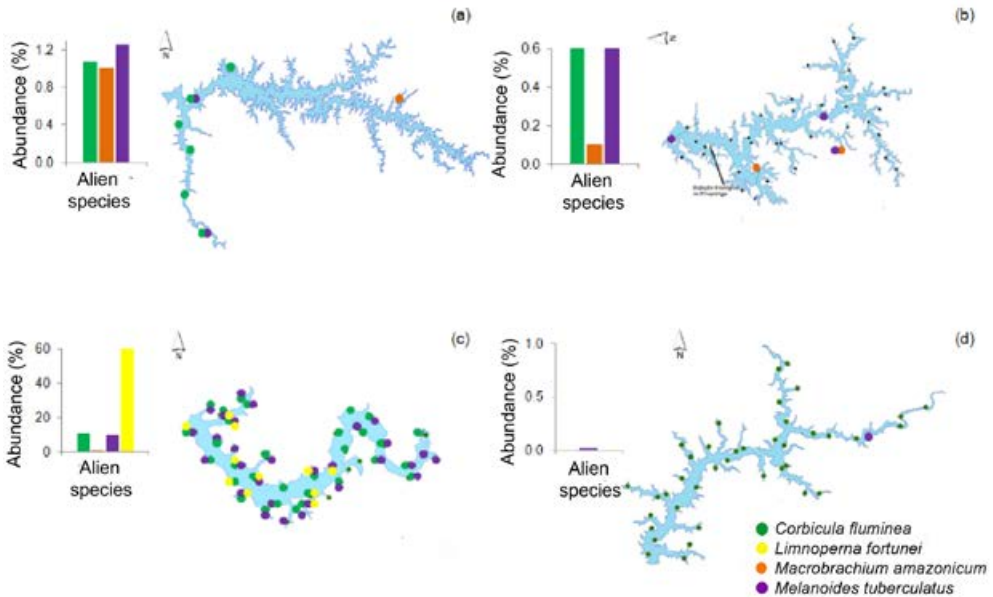 (a)
Abundance (%)
1.2
0.8
0.4
0.0
Alien
species
N
(b)
Abundance (%)
0.6
0.4
0.2
0.0
Alien
species
N
(c)
Abundance (%)
60
40
20
0
Alien
species
N
(d)
Abundance (%)
1.0
0.5
0.0
Alien
species
N
Corbicula fluminea
Limnoperna fortunei
Macrobrachium amazonicum
Melanoides tuberculatus